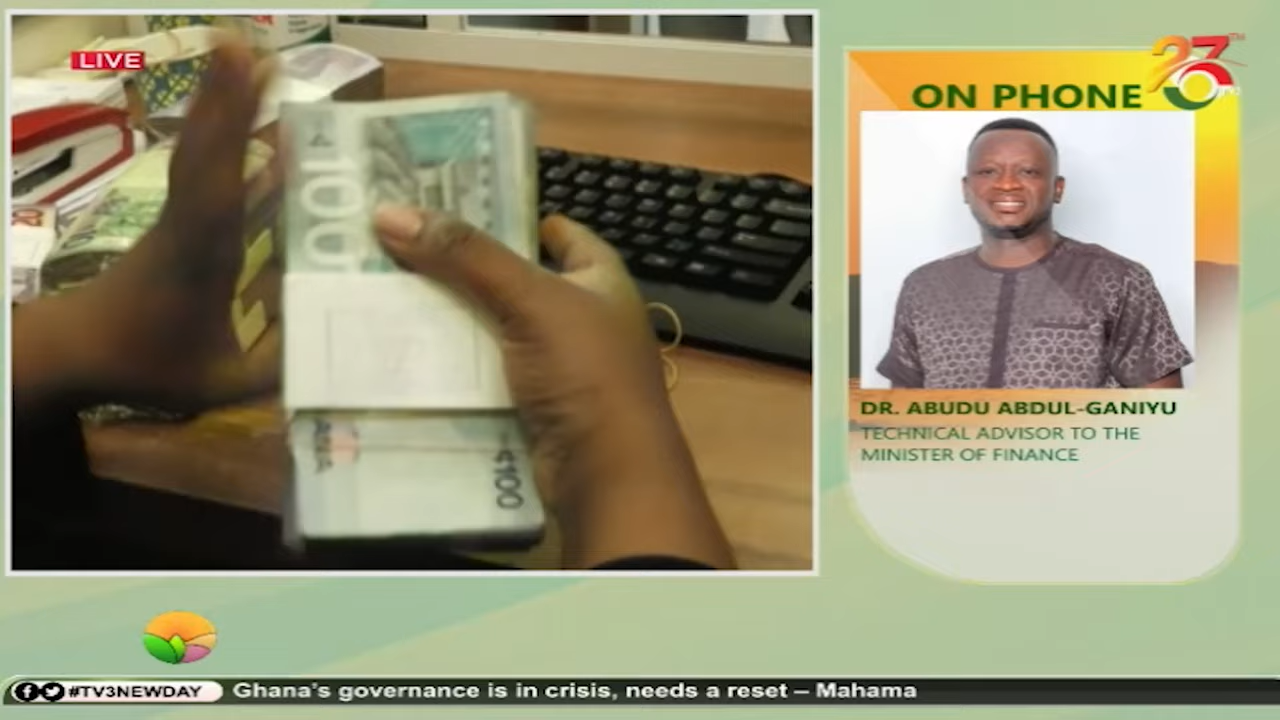 LIVE
ON PHONE
23
100
100
DR. ABUDU ABDUL-GANIYU
TECHNICAL ADVISOR TO THE
MINISTER OF FINANCE
#TV3NEWDAY
Ghana's governance is in crisis, needs a reset – Mahama